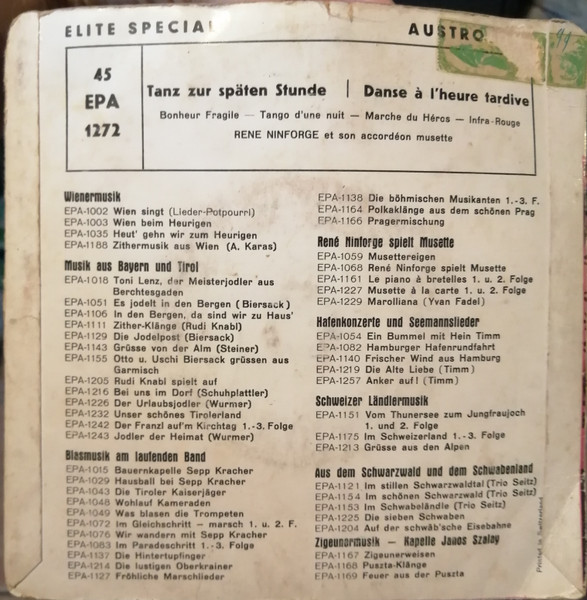 ELITE SPECIAL
AUSTRO
45
EPA
1272
Tanz zur späten Stunde | Danse à l'heure tardive
Bonheur Fragile — Tango d'une nuit — Marche du Héros — Infra-Rouge
RENE NINFORGE et son accordéon musette
Wienermusik
EPA-1002 Wien singt (Lieder-Potpourri)
EPA-1003 Wien beim Heurigen
EPA-1035 Heut' gehn wir zum Heurigen
EPA-1188 Zithermusik aus Wien (A. Karas)
Musik aus Bayern und Tirol
EPA-1018 Toni Lenz, der Meisterjodler aus
Berchtesgaden
EPA-1051 Es jodelt in den Bergen (Biersack)
EPA-1106 In den Bergen, da sind wir zu Haus'
EPA-1111 Zither-Klänge (Rudi Knabl)
EPA-1129 Die Jodelpost (Biersack)
EPA-1143 Grüsse von der Alm (Steiner)
EPA-1155 Otto u. Uschi Biersack grüssen aus
Garmisch
EPA-1205 Rudi Knabl spielt auf
EPA-1216 Bei uns im Dorf (Schuhplattler)
EPA-1226 Der Urlaubsjodler (Wurmer)
EPA-1232 Unser schönes Tirolerland
EPA-1242 Der Franzl auf'm Kirchtag 1.-3. Folge
EPA-1243 Jodler der Heimat (Wurmer)
Blasmusik am laufenden Band
EPA-1015 Bauernkapelle Sepp Kracher
EPA-1029 Hausball bei Sepp Kracher
EPA-1043 Die Tiroler Kaiserjäger
EPA-1048 Wohlauf Kameraden
EPA-1049 Was blasen die Trompeten
EPA-1072 Im Gleichschritt – marsch 1. u. 2. F.
EPA-1076 Wir wandern mit Sepp Kracher
EPA-1083 Im Paradeschritt 1.-3. Folge
EPA-1137 Die Hintertupfinger
EPA-1214 Die lustigen Oberkrainer
EPA-1127 Fröhliche Marschlieder
EPA-1138 Die böhmischen Musikanten 1.-3. F.
EPA-1164 Polkaklänge aus dem schönen Prag
EPA-1166 Pragermischung
René Ninforge spielt Musette
EPA-1059 Musettereigen
EPA-1068 René Ninforge spielt Musette
EPA-1161 Le piano à bretelles 1. u. 2. Folge
EPA-1227 Musette à la carte 1. u. 2. Folge
EPA-1229 Marolliana (Yvan Fadel)
Hafenkonzerte und Seemannslieder
EPA-1054 Ein Bummel mit Hein Timm
EPA-1082 Hamburger Hafenrundfahrt
EPA-1140 Frischer Wind aus Hamburg
EPA-1219 Die Alte Liebe (Timm)
EPA-1257 Anker auf! (Timm)
Schweizer Ländlermusik
EPA-1151 Vom Thunersee zum Jungfraujoch
1. und 2. Folge
EPA-1175 Im Schweizerland 1.-3. Folge
EPA-1213 Grüsse aus den Alpen
Aus dem Schwarzwald und dem Schwabenland
EPA-1121 Im stillen Schwarzwaldtal (Trio Seitz)
EPA-1154 Im schönen Schwarzwald (Trio Seitz)
EPA-1153 Im Schwabeländle (Trio Seitz)
EPA-1225 Die sieben Schwaben
EPA-1204 Auf der schwäb'sche Eisebahne
Zigeunermusik – Kapelle Janos Szalay
EPA-1167 Zigeunerweisen
EPA-1168 Puszta-Klänge
EPA-1169 Feuer aus der Puszta
Printed in Switzerland